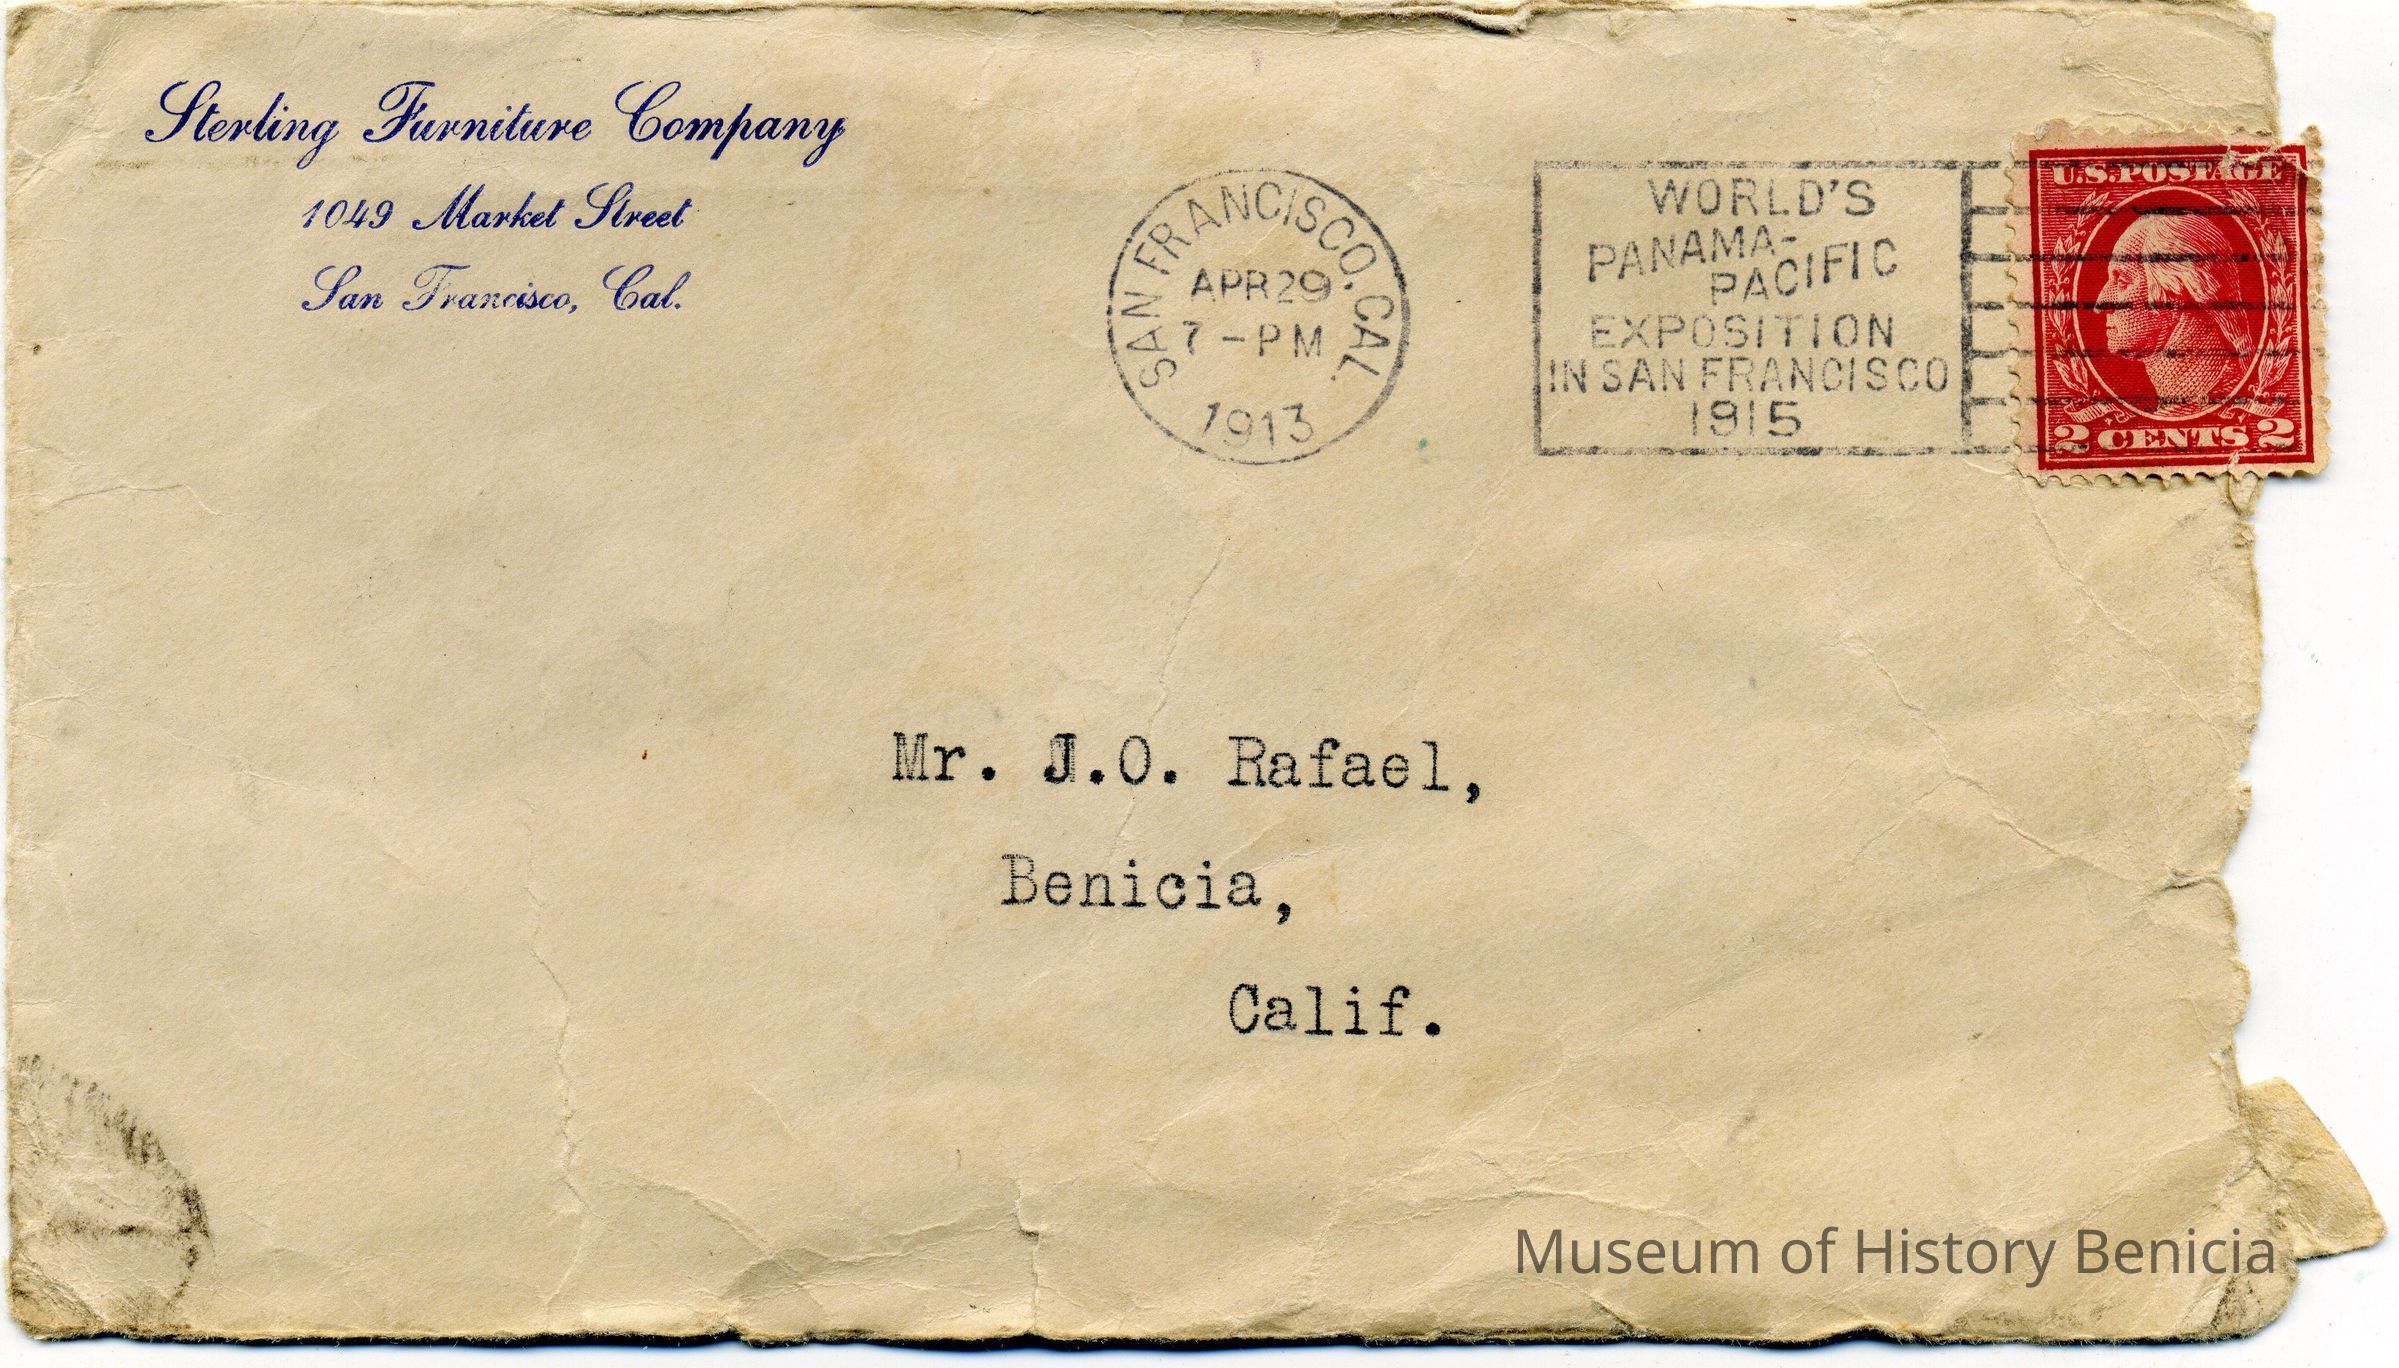 Sterling Furniture Company
1049 Market Street
San Francisco, Cal.
SAN FRANCISCO. CAL.
APR 29
7 - PM
1913
WORLD'S
PANAMA-
PACIFIC
EXPOSITION
IN SAN FRANCISCO
1915
U.S. POSTAGE
2 CENTS 2
Mr. J.O. Rafael,
Benicia,
Calif.
Museum of History Benicia